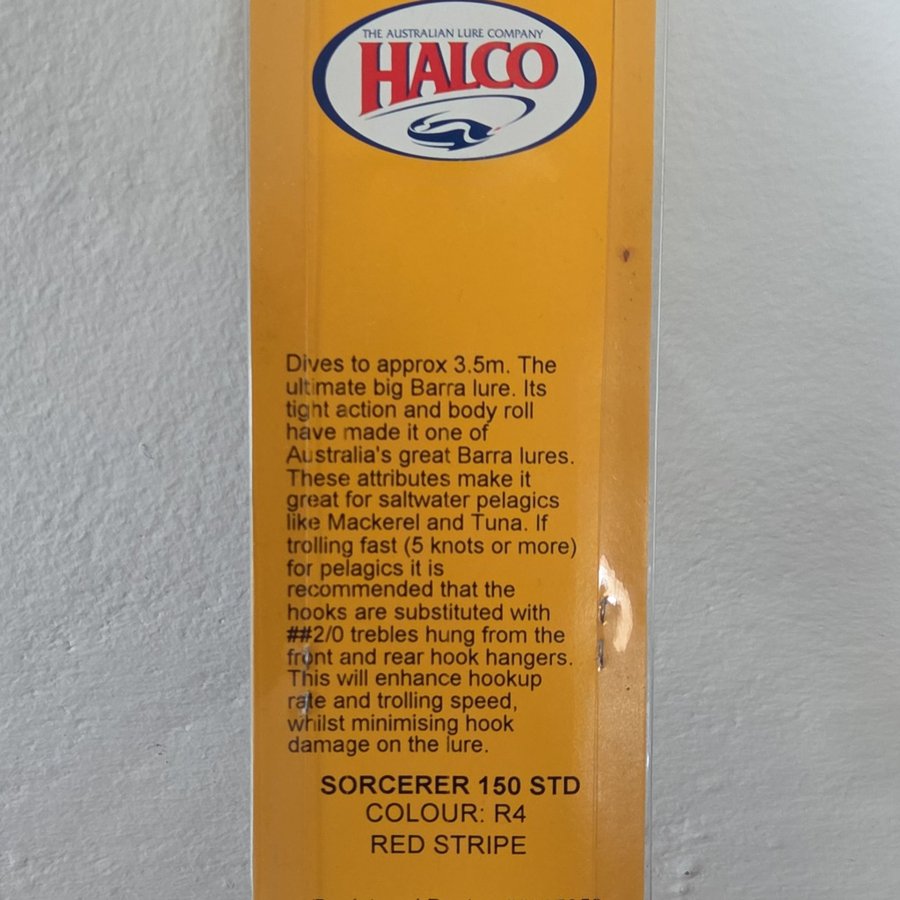 THE AUSTRALIAN LURE COMPANY
HALCO
Dives to approx 3.5m. The
ultimate big Barra lure. Its
tight action and body roll
have made it one of
Australia's great Barra lures.
These attributes make it
great for saltwater pelagics
like Mackerel and Tuna. If
trolling fast (5 knots or more)
for pelagics it is
recommended that the
hooks are substituted with
##2/0 trebles hung from the
front and rear hook hangers.
This will enhance hookup
rate and trolling speed,
whilst minimising hook
damage on the lure.
SORCERER 150 STD
COLOUR: R4
RED STRIPE